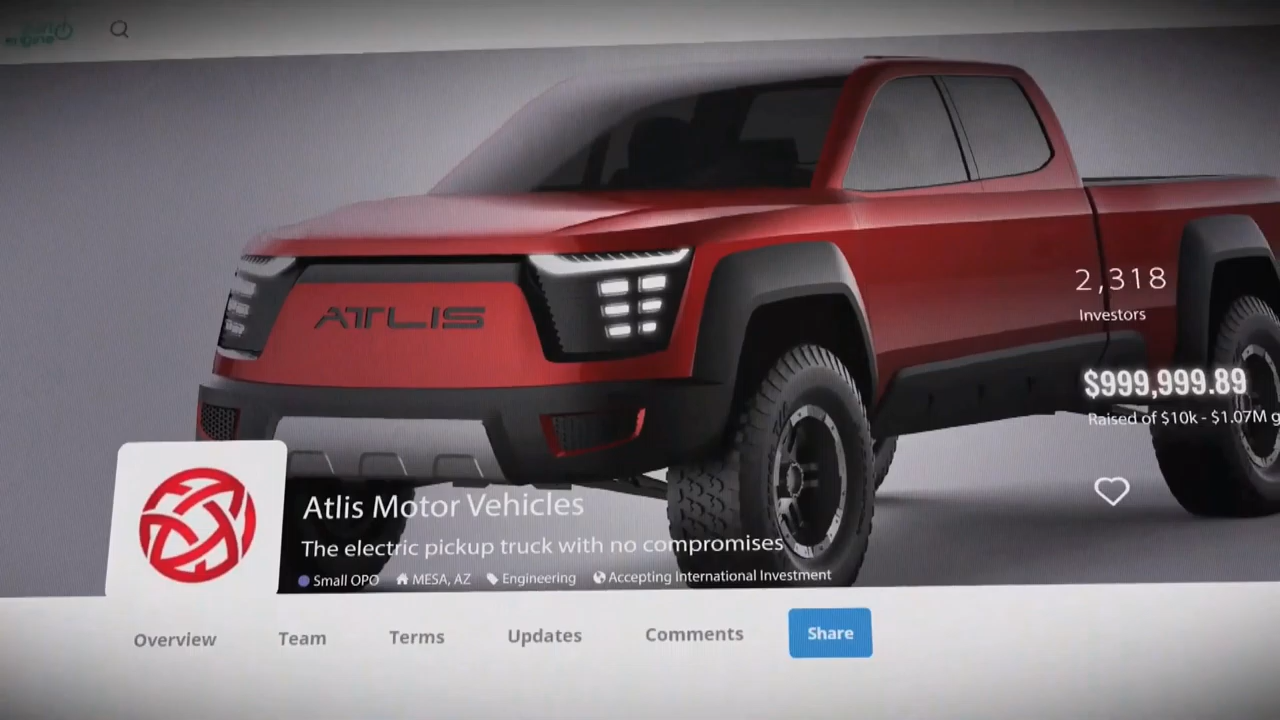 ATLIS
2,318
Investors
$999,999.89
Raised of $10k - $1.07M g
Atlis Motor Vehicles
The electric pickup truck with no compromises
Small OPO MESA, AZ Engineering Accepting International Investment
Overview Team Terms Updates Comments Share